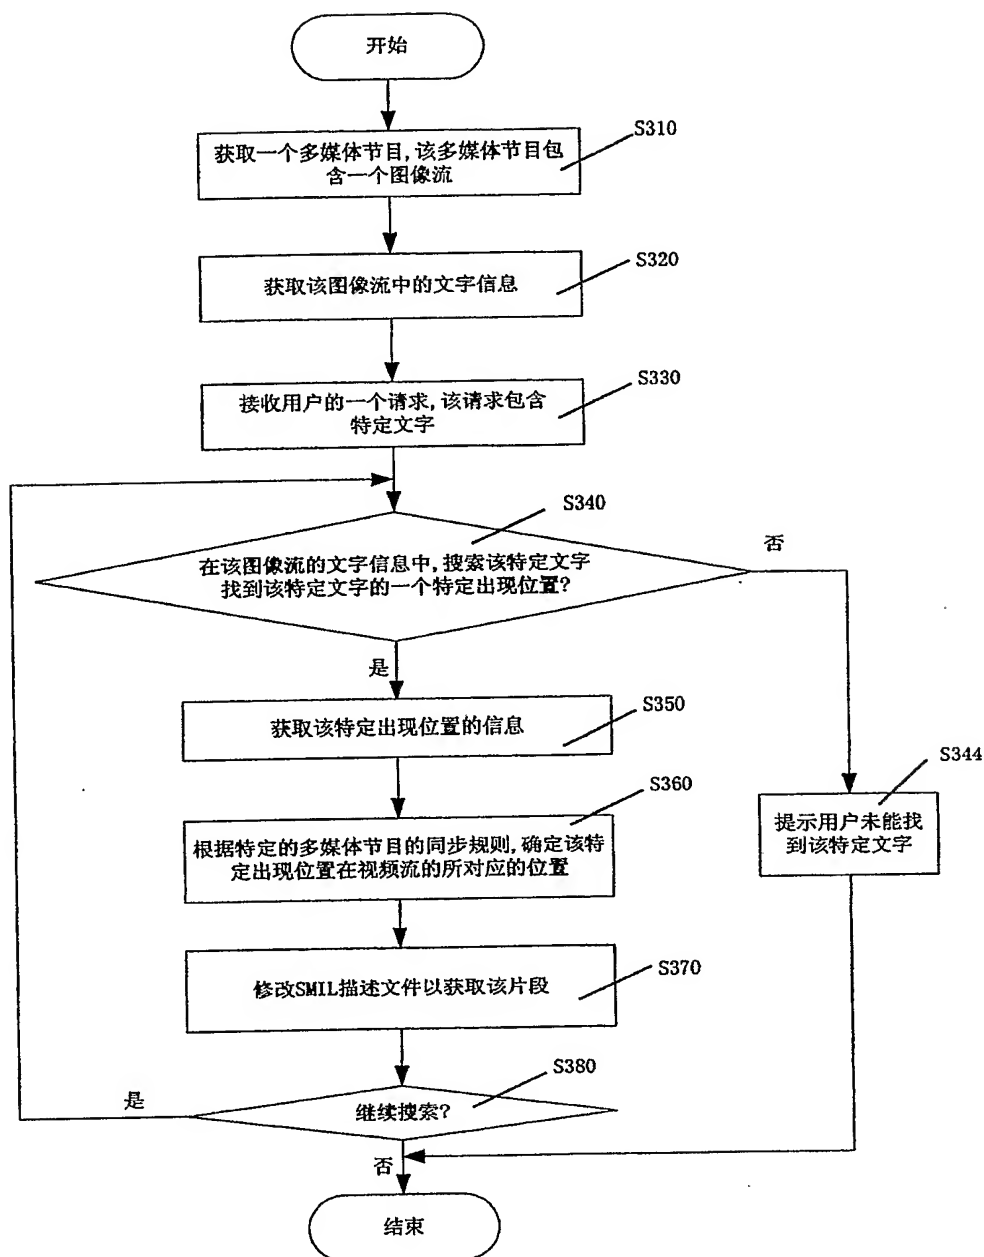 开始
S310
获取一个多媒体节目,该多媒体节目包
含一个图像流
S320
获取该图像流中的文字信息
S330
接收用户的一个请求,该请求包含
特定文字
S340
否
在该图像流的文字信息中,搜索该特定文字
找到该特定文字的一个特定出现位置?
是
S350
获取该特定出现位置的信息
S344
提示用户未能找
到该特定文字
S360
根据特定的多媒体节目的同步规则,确定该特
定出现位置在视频流的所对应的位置
S370
修改SMIL描述文件以获取该片段
S380
是
继续搜索?
否
结束